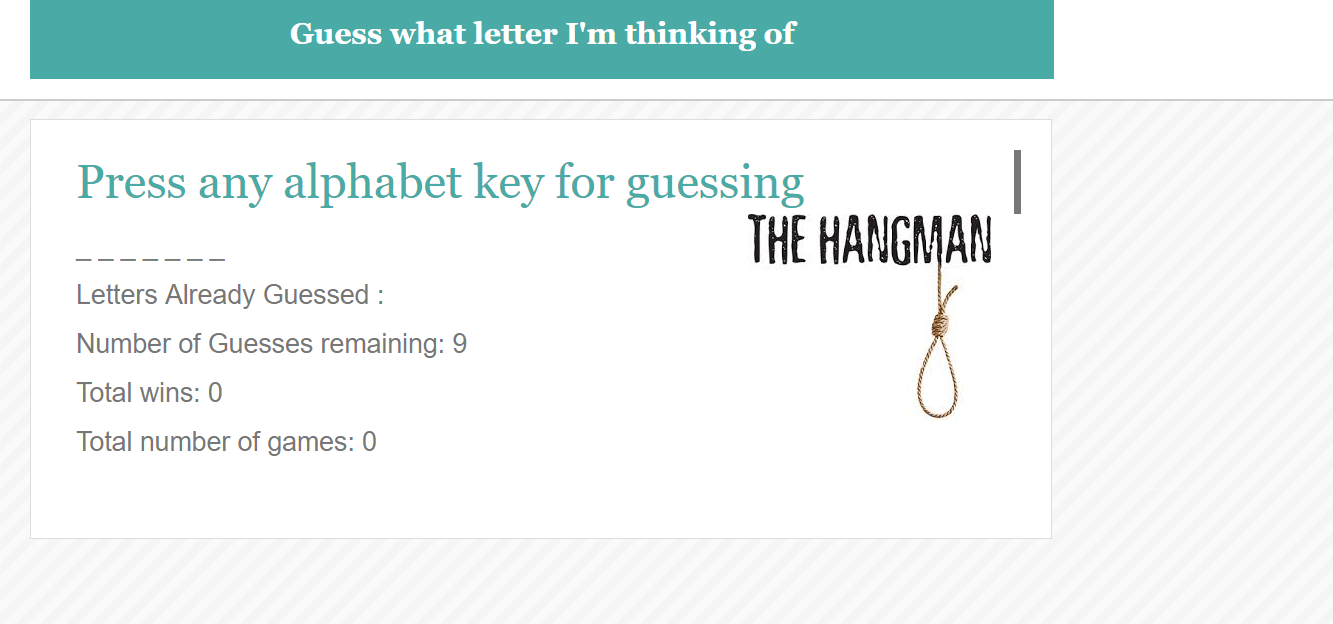 Guess what letter I'm thinking of
Press any alphabet key for guessing
THE HANGMAN
_ _ _ _ _ _ _
Letters Already Guessed :
Number of Guesses remaining: 9
Total wins: 0
Total number of games: 0